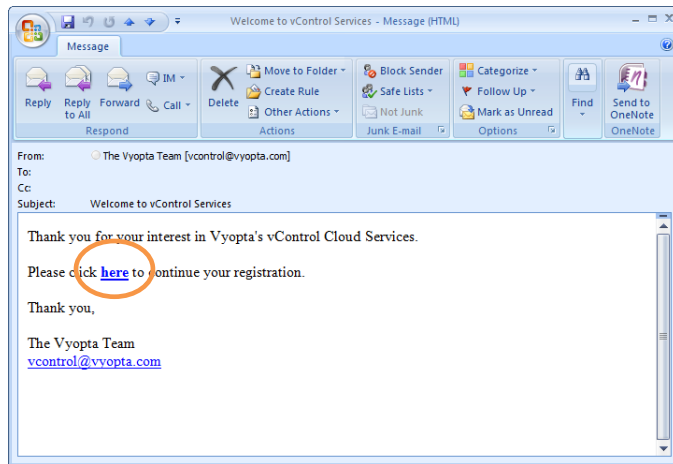 Welcome to vControl Services - Message (HTML)
Message
Reply
Reply to All
Forward
IM
Call
Respond
Delete
Move to Folder
Create Rule
Other Actions
Actions
Block Sender
Safe Lists
Not Junk
Junk E-mail
Categorize
Follow Up
Mark as Unread
Options
Find
Send to OneNote
OneNote
From: The Vyopta Team [vcontrol@vyopta.com]
To:
Cc:
Subject: Welcome to vControl Services
Thank you for your interest in Vyopta's vControl Cloud Services.
Please click here to continue your registration.
Thank you,
The Vyopta Team
vcontrol@vyopta.com